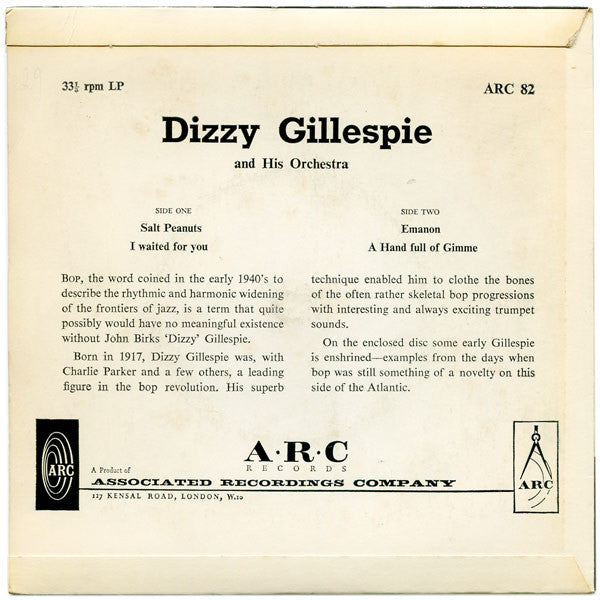 33⅓ rpm LP
ARC 82
Dizzy Gillespie
and His Orchestra
SIDE ONE
Salt Peanuts
I waited for you
SIDE TWO
Emanon
A Hand full of Gimme
Bop, the word coined in the early 1940's to
describe the rhythmic and harmonic widening
of the frontiers of jazz, is a term that quite
possibly would have no meaningful existence
without John Birks ‘Dizzy’ Gillespie.
Born in 1917, Dizzy Gillespie was, with
Charlie Parker and a few others, a leading
figure in the bop revolution. His superb
technique enabled him to clothe the bones
of the often rather skeletal bop progressions
with interesting and always exciting trumpet
sounds.
On the enclosed disc some early Gillespie
is enshrined—examples from the days when
bop was still something of a novelty on this
side of the Atlantic.
ARC
A·R·C
RECORDS
A Product of
ASSOCIATED RECORDINGS COMPANY
127 KENSAL ROAD, LONDON, W.10
ARC